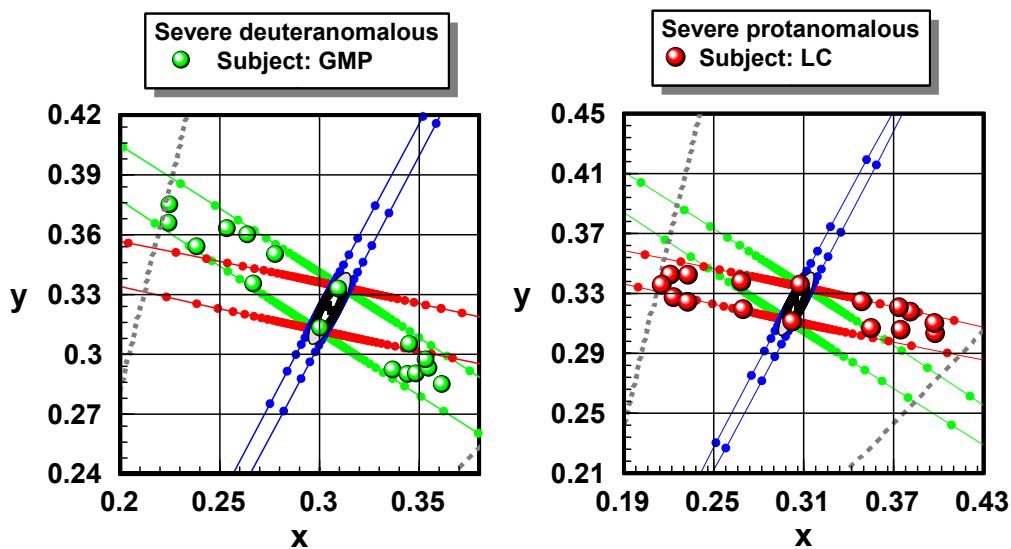 Severe deuteranomalous
Subject: GMP
Severe protanomalous
Subject: LC
0.42
0.39
0.36
0.33
0.3
0.27
0.24
y
0.2
0.25
0.3
0.35
x
0.45
0.41
0.37
0.33
0.29
0.25
0.21
y
0.19
0.25
0.31
0.37
0.43
x